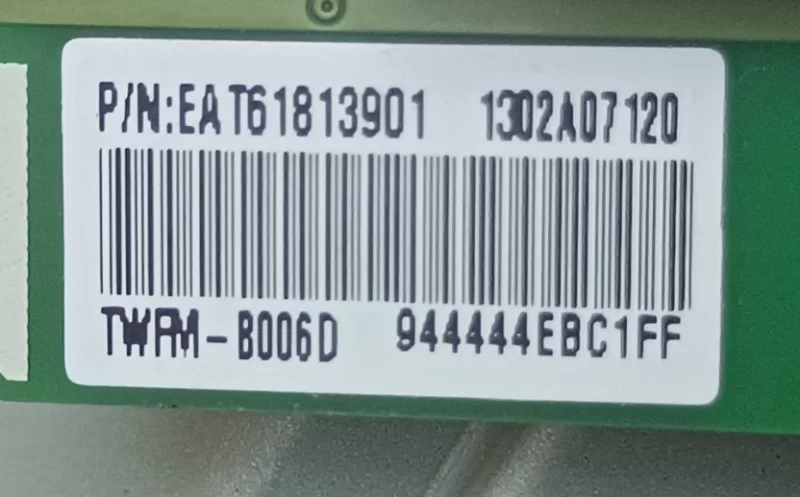 P/N:EAT61813901 1302A07120
TWFM-B006D 944444EBC1FF